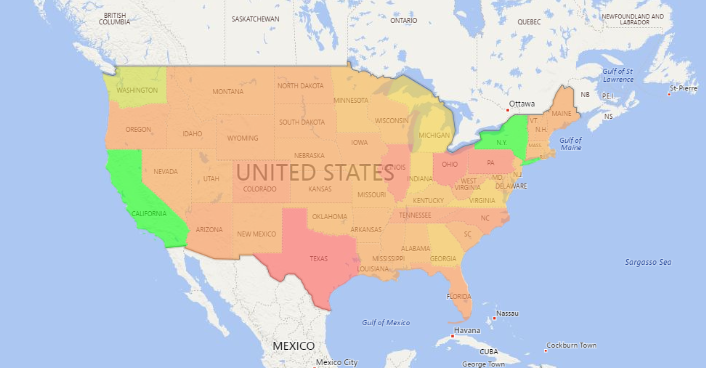 BRITISH
COLUMBIA
SASKATCHEWAN
ONTARIO
QUEBEC
NEWFOUNDLAND AND
LABRADOR
Gulf of St
Lawrence
St-Pierre
NB
PEI
NS
Ottawa
WASHINGTON
MONTANA
NORTH DAKOTA
MINNESOTA
MAINE
OREGON
IDAHO
SOUTH DAKOTA
WISCONSIN
MICHIGAN
N.Y.
VT.
N.H.
Gulf of
Maine
WYOMING
IOWA
NEBRASKA
ILLINOIS
OHIO
PA
UNITED STATES
NEVADA
UTAH
COLORADO
KANSAS
MISSOURI
INDIANA
WEST
VIRGINIA
DELAWARE
KENTUCKY
VIRGINIA
CALIFORNIA
ARIZONA
NEW MEXICO
OKLAHOMA
ARKANSAS
TENNESSEE
NC
SC
TEXAS
LOUISIANA
MISSISSIPPI
ALABAMA
GEORGIA
Sargasso Sea
FLORIDA
Nassau
Gulf of Mexico
Havana
CUBA
Cockburn Town
MEXICO
Mexico City
George Town